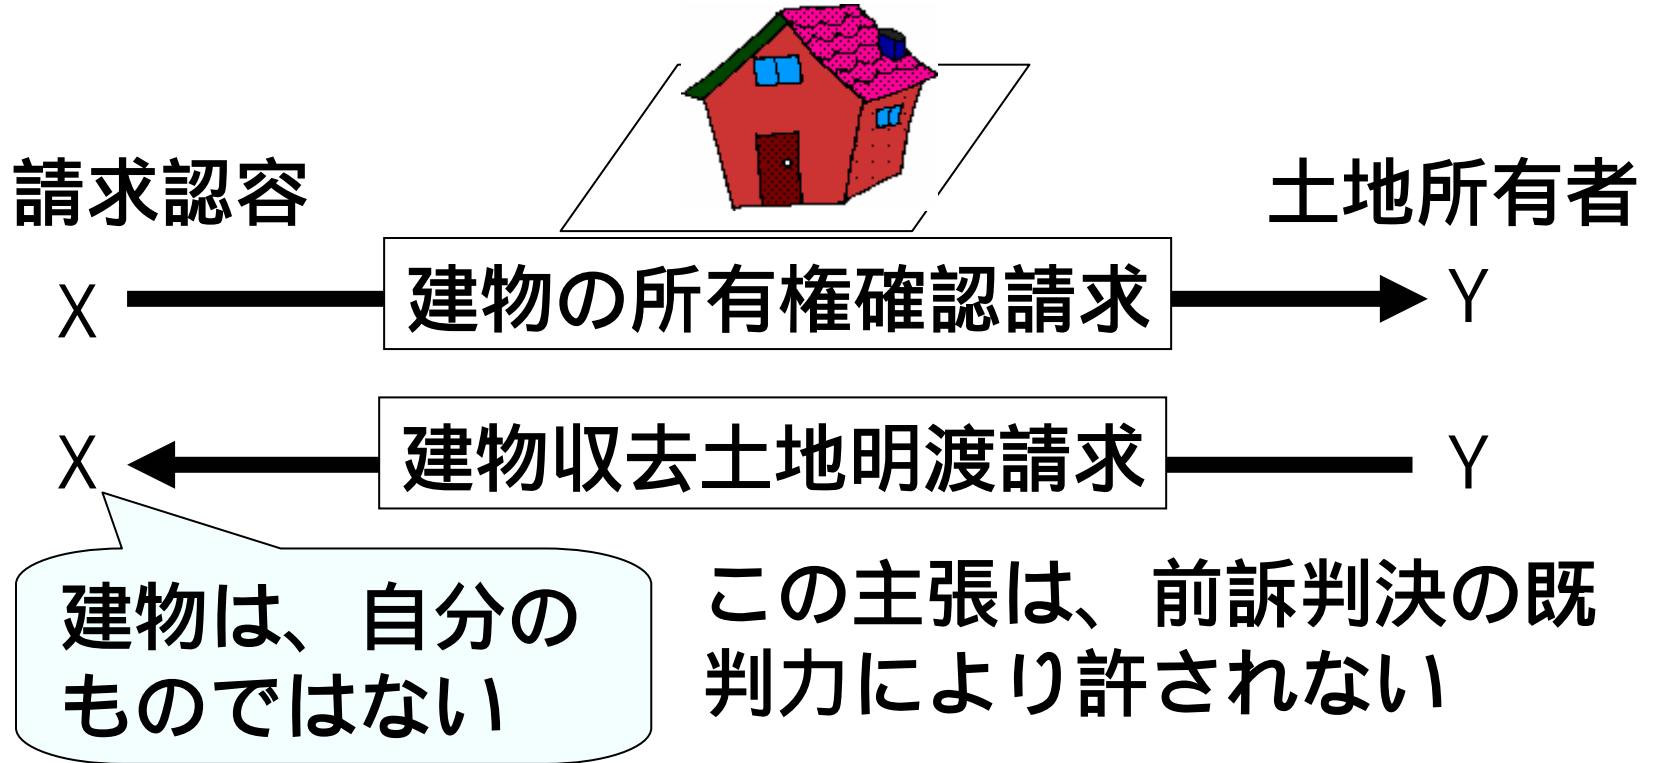 請求認容
土地所有者
X
建物の所有権確認請求
Y
X
建物収去土地明渡請求
Y
建物は、自分の
ものではない
この主張は、前訴判決の既
判力により許されない